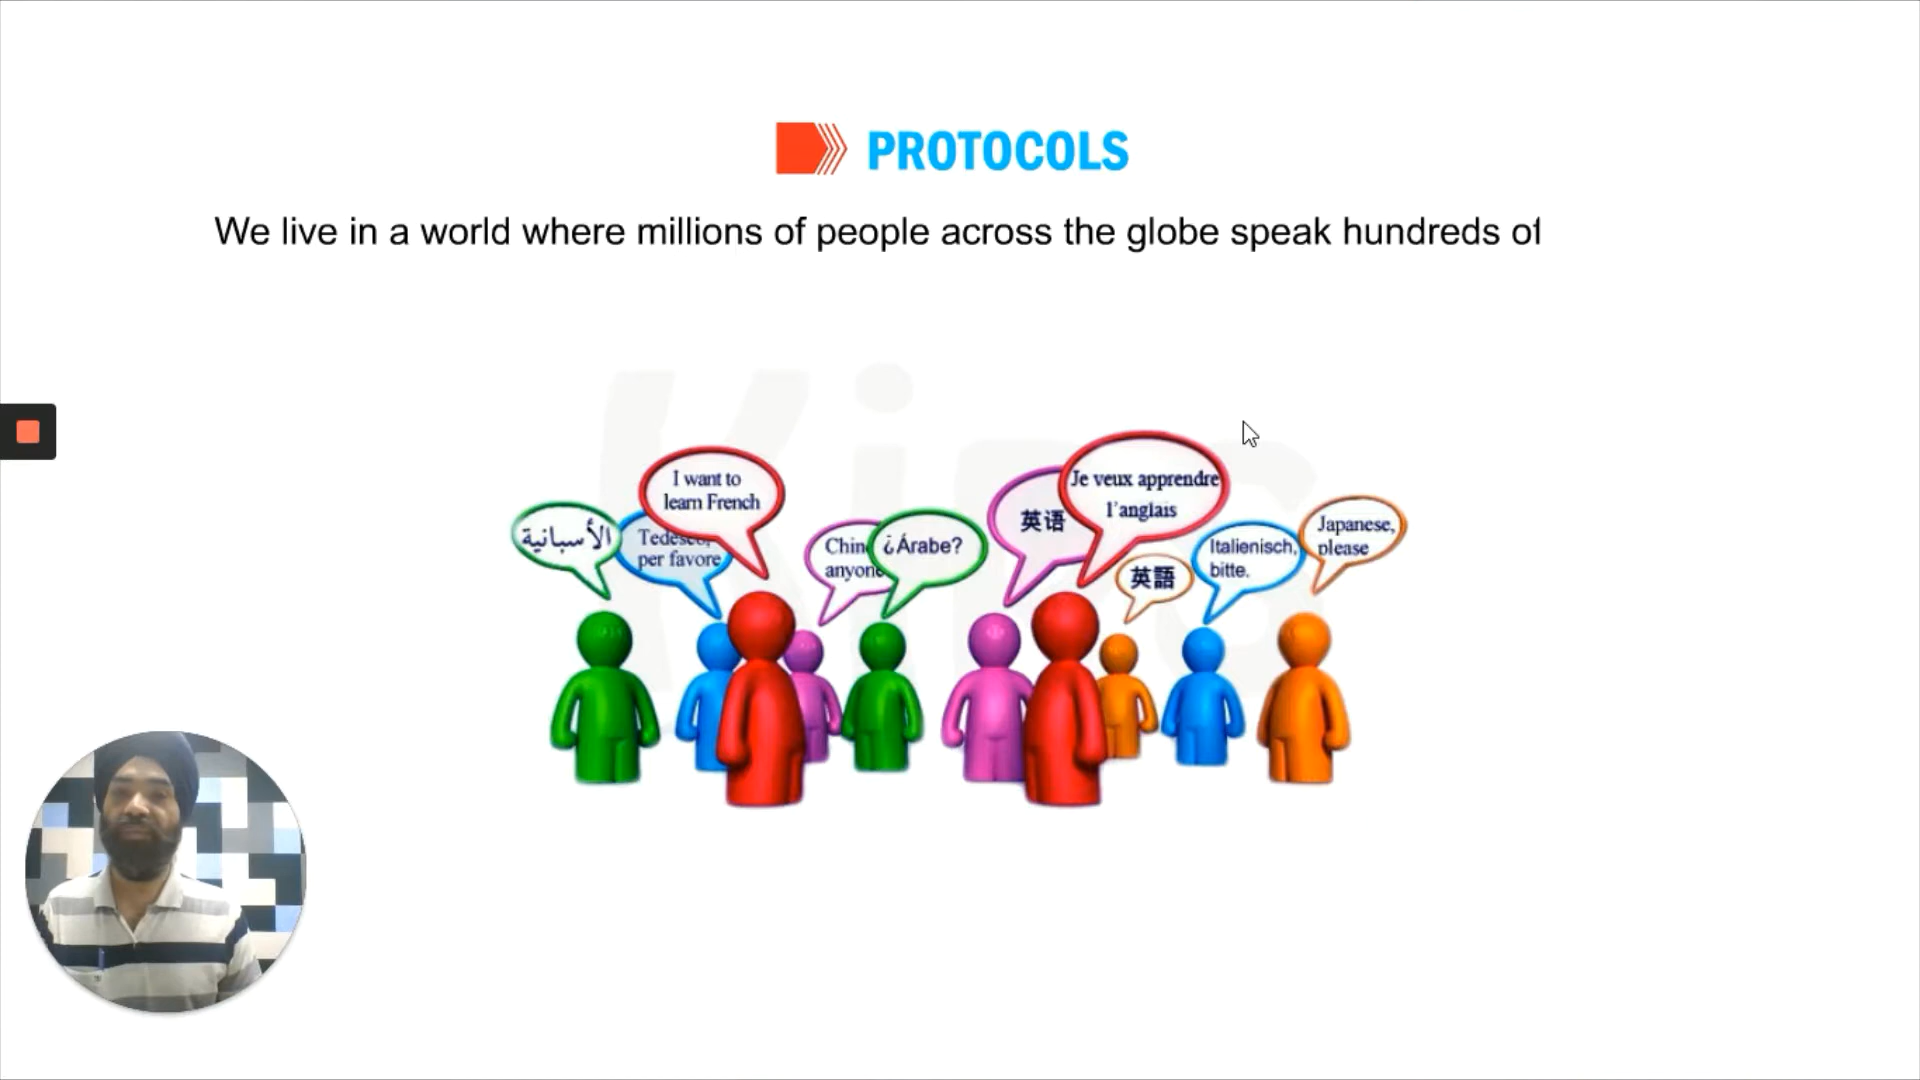 PROTOCOLS
We live in a world where millions of people across the globe speak hundreds of
I want to
learn French
الأسبانية
Tedesco,
per favore
Chin
anyone
¿Árabe?
英语
Je veux apprendre
l'anglais
英語
Italienisch,
bitte.
Japanese,
please